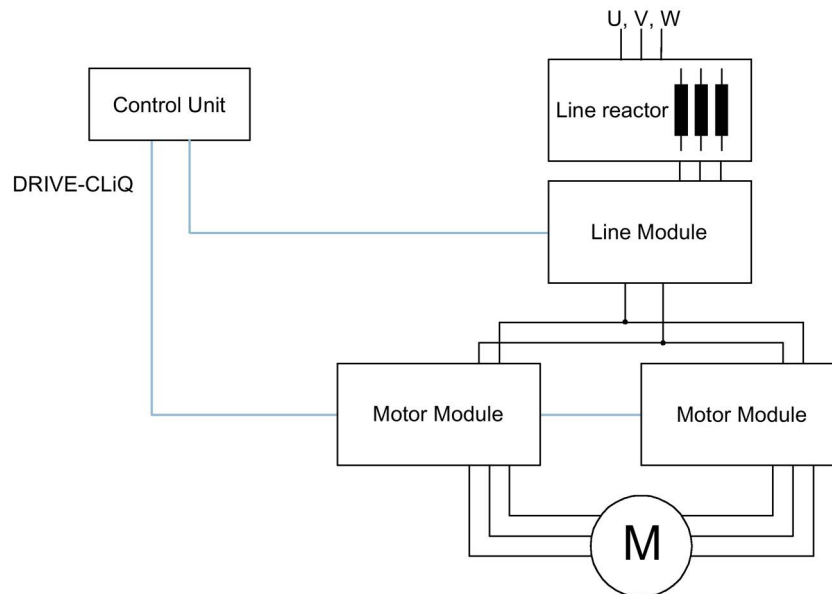 U, V, W
Control Unit
Line reactor
DRIVE-CLiQ
Line Module
Motor Module
Motor Module
M